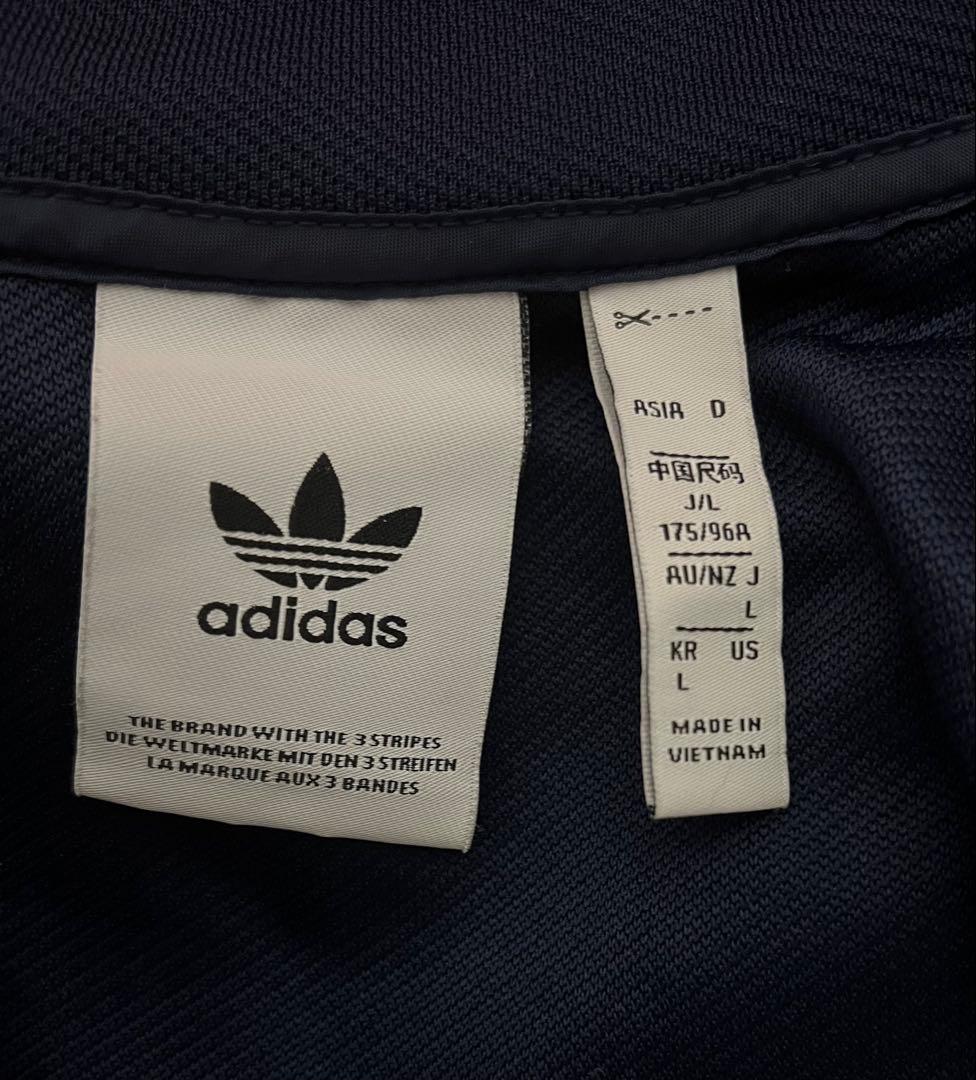 adidas
THE BRAND WITH THE 3 STRIPES
DIE WELTMARKE MIT DEN 3 STREIFEN
LA MARQUE AUX 3 BANDES
ASIA D
中国尺码
J/L
175/96A
AU/NZ J
L
KR US
L
MADE IN
VIETNAM